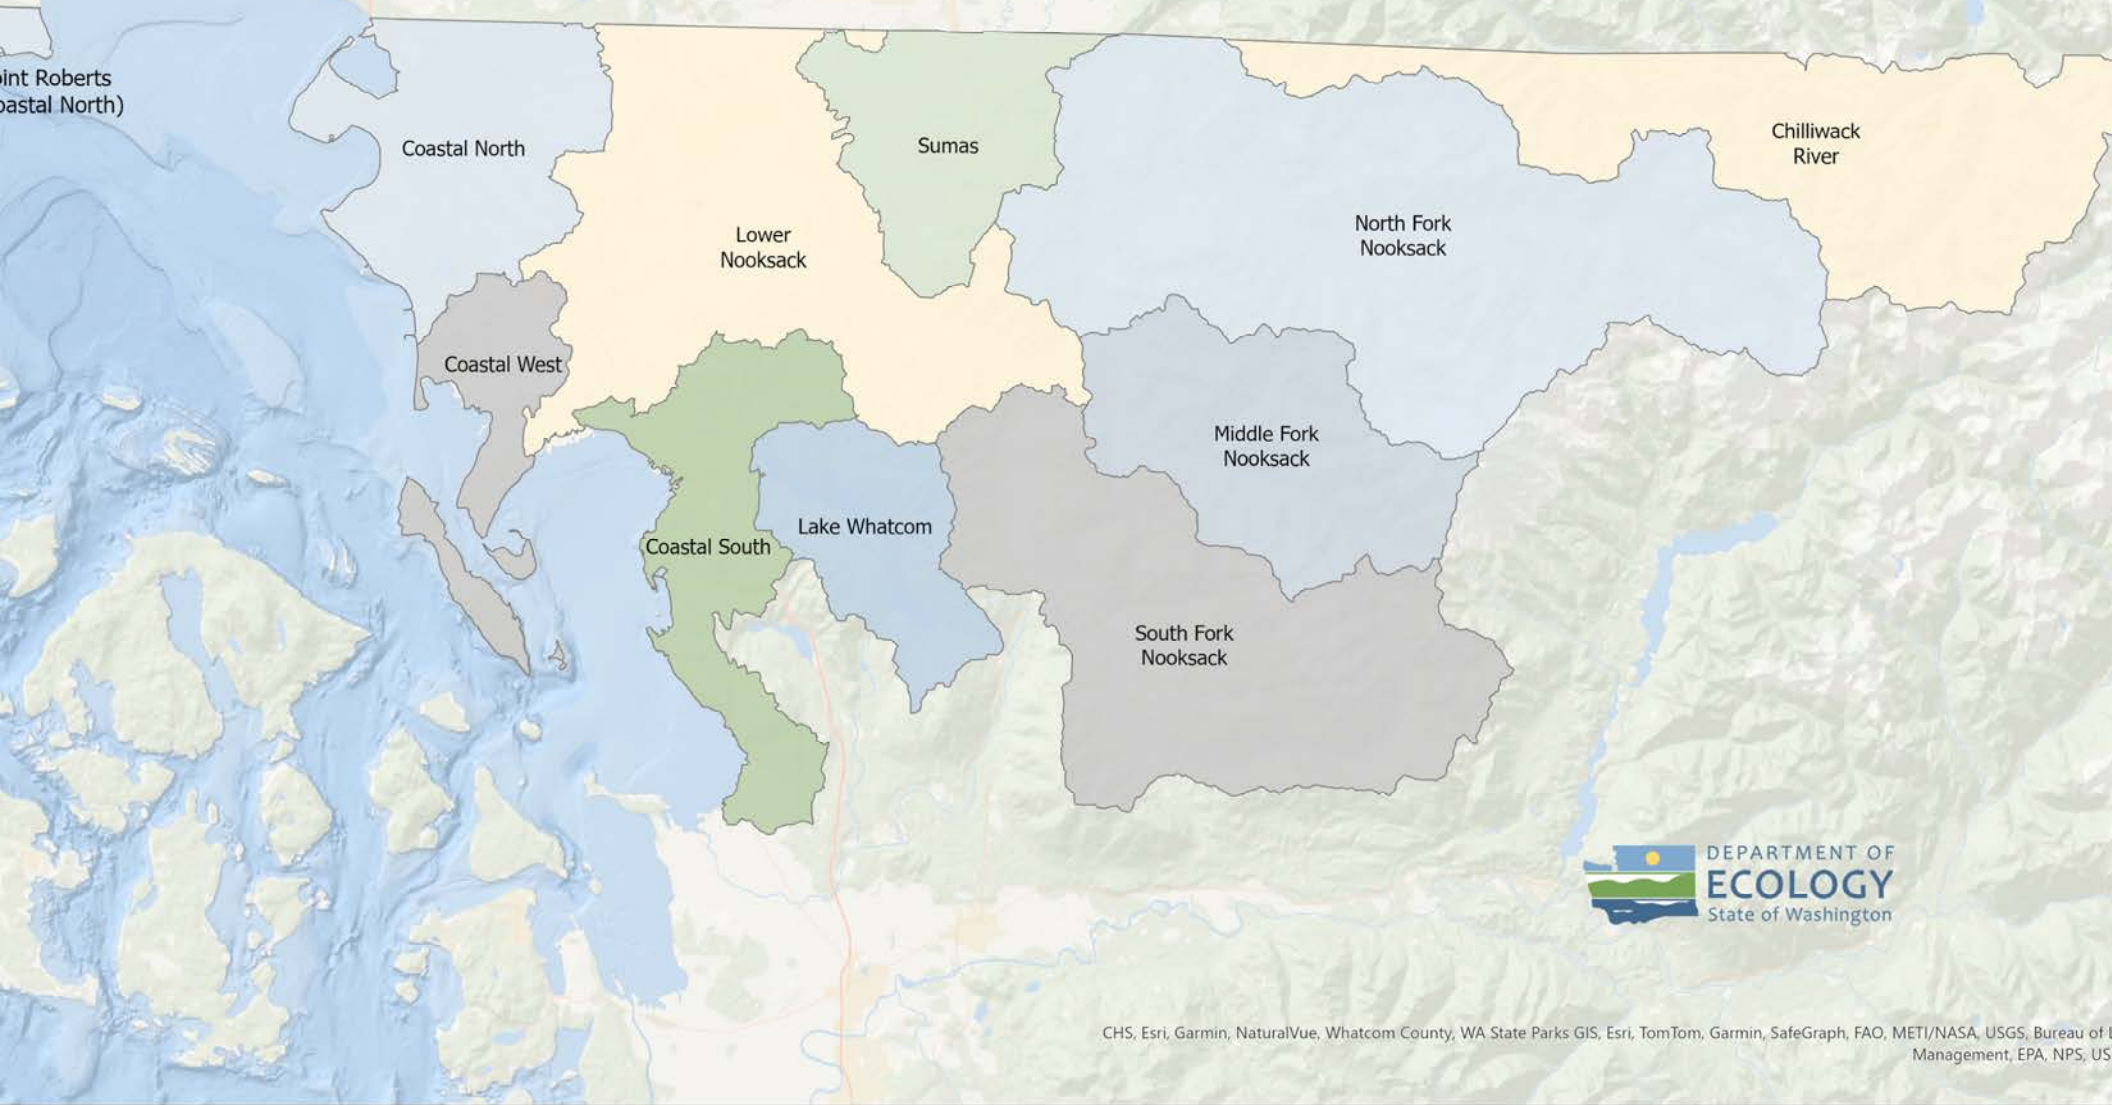 oint Roberts
oastal North)
Coastal North
Sumas
Chilliwack
River
Lower
Nooksack
North Fork
Nooksack
Coastal West
Middle Fork
Nooksack
Lake Whatcom
Coastal South
South Fork
Nooksack
DEPARTMENT OF
ECOLOGY
State of Washington
CHS, Esri, Garmin, NaturalVue, Whatcom County, WA State Parks GIS, Esri, TomTom, Garmin, SafeGraph, FAO, METI/NASA, USGS, Bureau of L
Management, EPA, NPS, US